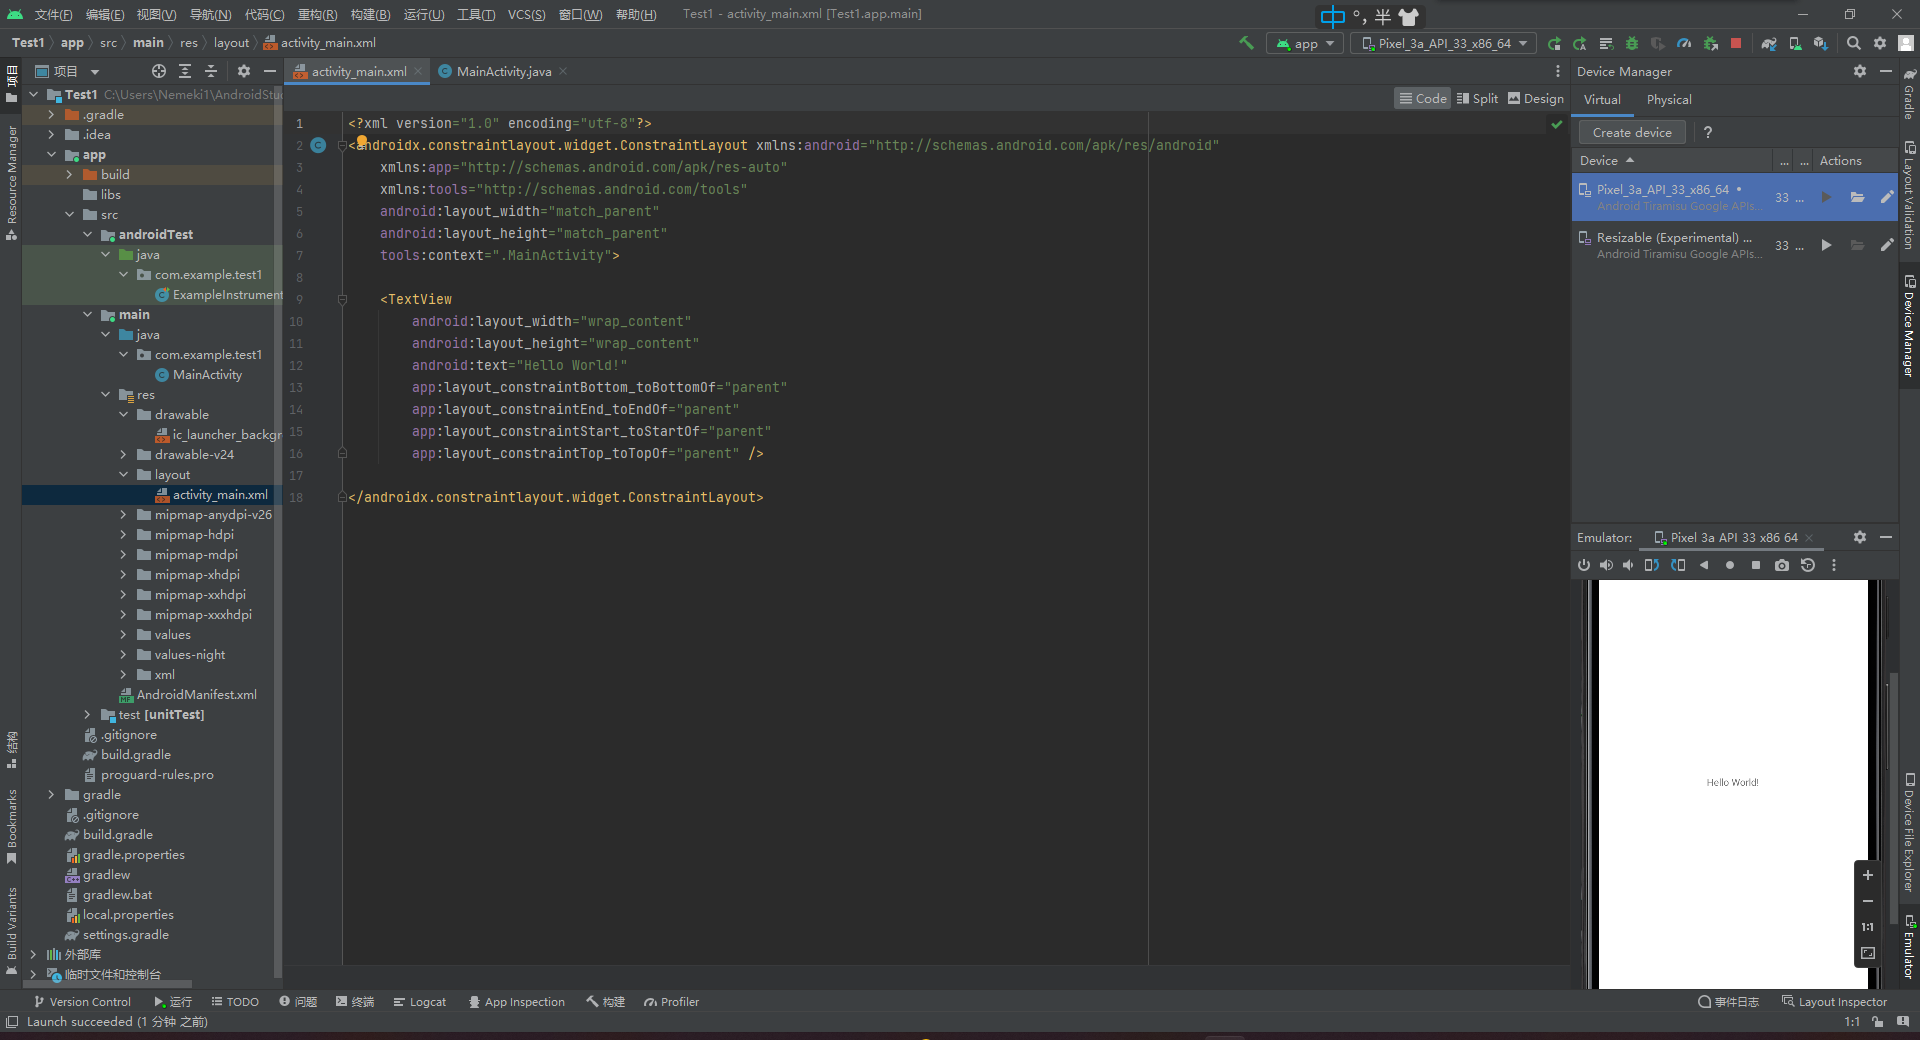 文件(F) 编辑(E) 视图(V) 导航(N) 代码(C) 重构(R) 构建(B) 运行(U) 工具(T) VCS(S) 窗口(W) 帮助(H) Test1 - activity_main.xml [Test1.app.main] 中 °, 半
Test1 app src main res layout activity_main.xml app Pixel_3a_API_33_x86_64
项目
activity_main.xml MainActivity.java
Code Split Design
项目
Resource Manager
结构
Bookmarks
Build Variants
Test1 C:\Users\Nemeki1\AndroidStu
.gradle
.idea
app
build
libs
src
androidTest
java
com.example.test1
ExampleInstrument
main
java
com.example.test1
MainActivity
res
drawable
ic_launcher_backgr
drawable-v24
layout
activity_main.xml
mipmap-anydpi-v26
mipmap-hdpi
mipmap-mdpi
mipmap-xhdpi
mipmap-xxhdpi
mipmap-xxxhdpi
values
values-night
xml
AndroidManifest.xml
test [unitTest]
.gitignore
build.gradle
proguard-rules.pro
gradle
.gitignore
build.gradle
gradle.properties
gradlew
gradlew.bat
local.properties
settings.gradle
外部库
临时文件和控制台
1 <?xml version="1.0" encoding="utf-8"?>
2 <androidx.constraintlayout.widget.ConstraintLayout xmlns:android="http://schemas.android.com/apk/res/android"
3 xmlns:app="http://schemas.android.com/apk/res-auto"
4 xmlns:tools="http://schemas.android.com/tools"
5 android:layout_width="match_parent"
6 android:layout_height="match_parent"
7 tools:context=".MainActivity">
8
9 <TextView
10 android:layout_width="wrap_content"
11 android:layout_height="wrap_content"
12 android:text="Hello World!"
13 app:layout_constraintBottom_toBottomOf="parent"
14 app:layout_constraintEnd_toEndOf="parent"
15 app:layout_constraintStart_toStartOf="parent"
16 app:layout_constraintTop_toTopOf="parent" />
17
18 </androidx.constraintlayout.widget.ConstraintLayout>
Device Manager
Virtual Physical
Create device ?
Device ... ... Actions
Pixel_3a_API_33_x86_64 • 33 ...
Android Tiramisu Google APIs...
Resizable (Experimental) ... 33 ...
Android Tiramisu Google APIs...
Emulator: Pixel 3a API 33 x86 64
Hello World!
1:1
Gradle
Layout Validation
Device Manager
Device File Explorer
Emulator
Version Control 运行 TODO 问题 终端 Logcat App Inspection 构建 Profiler 事件日志 Layout Inspector
Launch succeeded (1 分钟 之前) 1:1